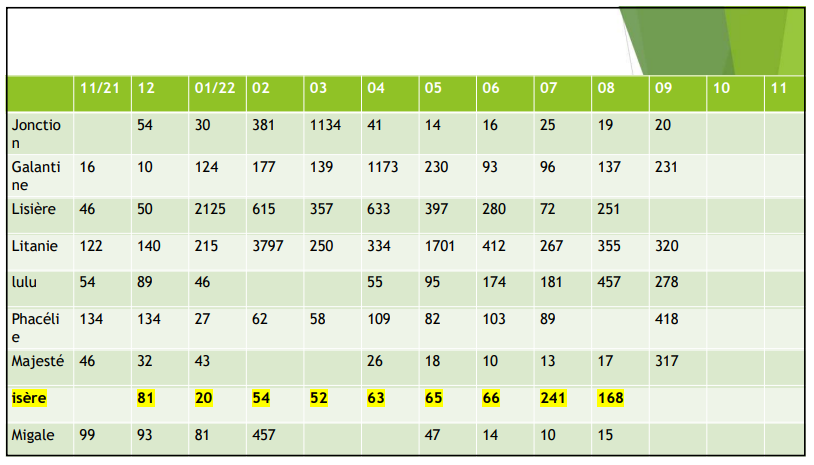 11/21 12 01/22 02 03 04 05 06 07 08 09 10 11
Jonctio 54 30 381 1134 41 14 16 25 19 20
n
Galanti 16 10 124 177 139 1173 230 93 96 137 231
ne
Lisière 46 50 2125 615 357 633 397 280 72 251
Litanie 122 140 215 3797 250 334 1701 412 267 355 320
lulu 54 89 46 55 95 174 181 457 278
Phacéli 134 134 27 62 58 109 82 103 89 418
e
Majesté 46 32 43 26 18 10 13 17 317
isère 81 20 54 52 63 65 66 241 168
Migale 99 93 81 457 47 14 10 15